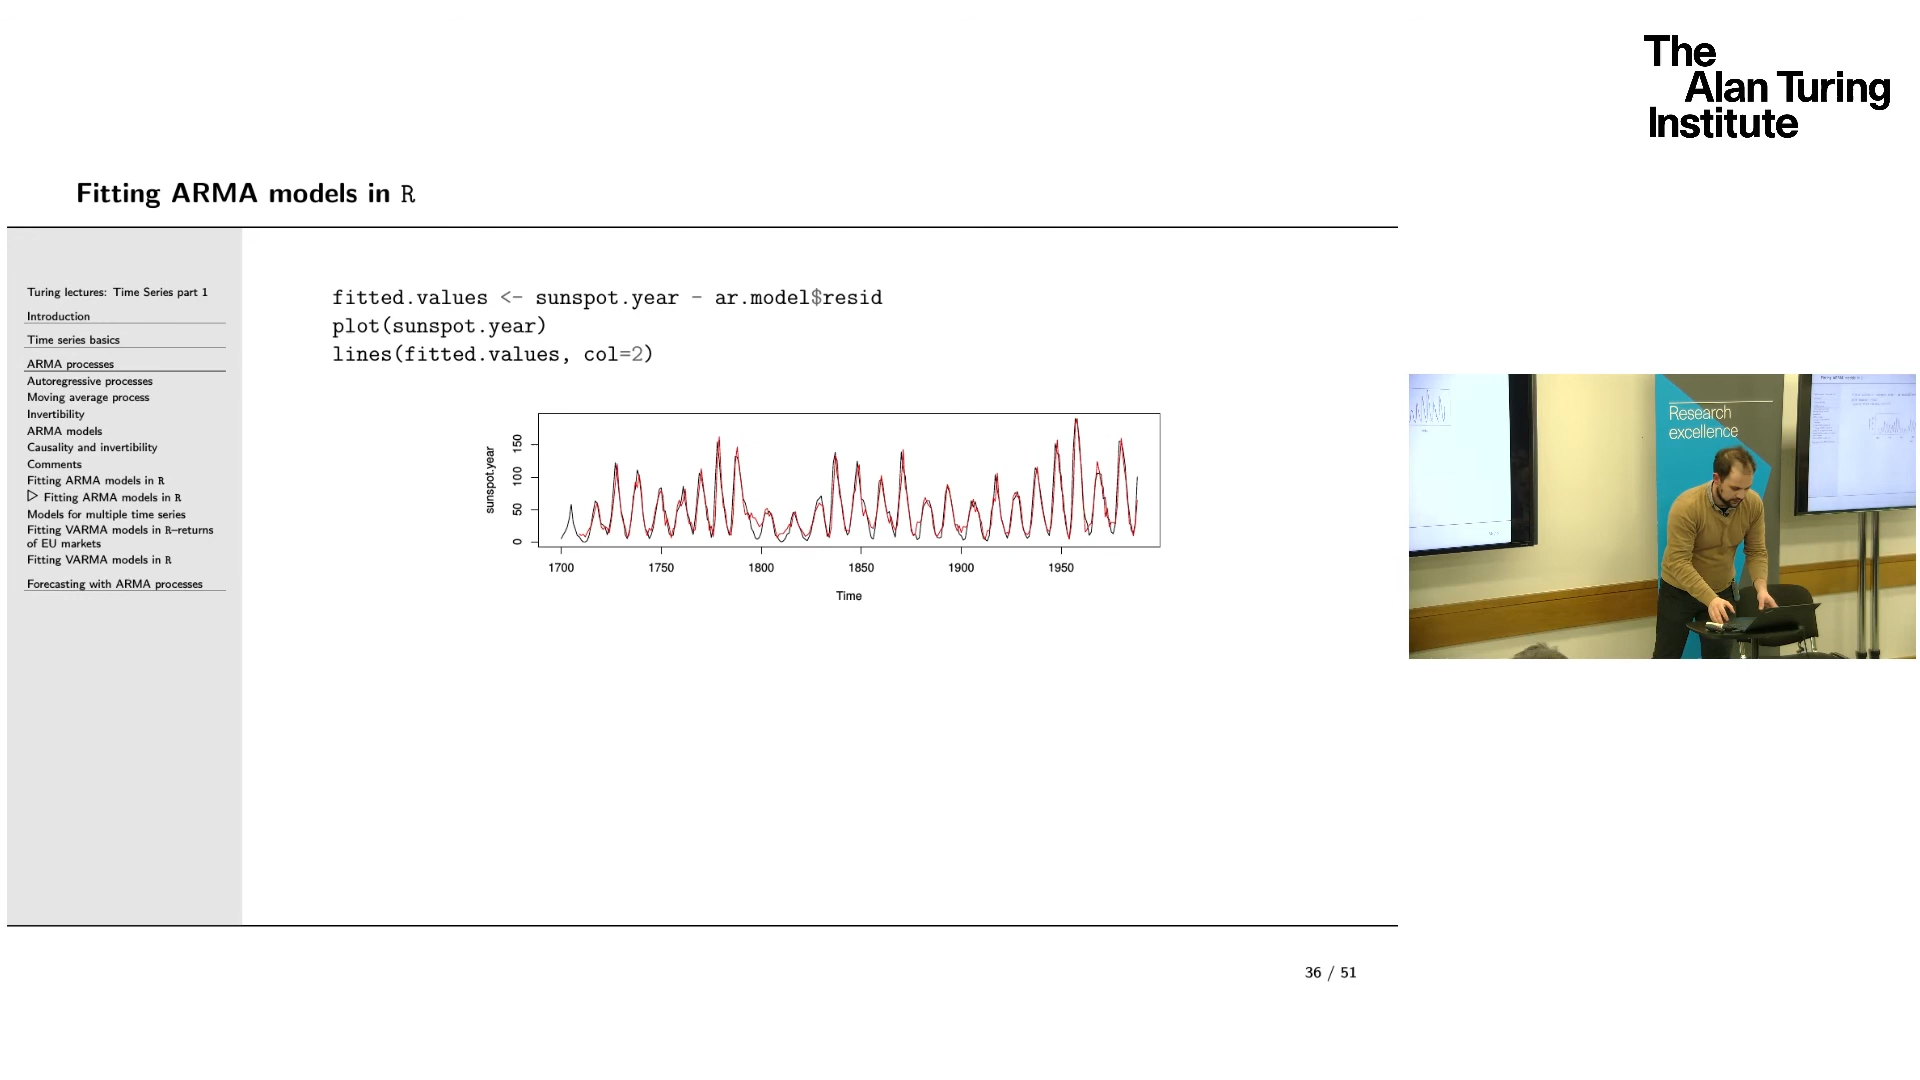 The
Alan Turing
Institute
Fitting ARMA models in R
Turing lectures: Time Series part 1
Introduction
Time series basics
ARMA processes
Autoregressive processes
Moving average process
Invertibility
ARMA models
Causality and invertibility
Comments
Fitting ARMA models in R
▷ Fitting ARMA models in R
Models for multiple time series
Fitting VARMA models in R–returns
of EU markets
Fitting VARMA models in R
Forecasting with ARMA processes
fitted.values <- sunspot.year - ar.model$resid
plot(sunspot.year)
lines(fitted.values, col=2)
sunspot.year
150
100
50
0
1700 1750 1800 1850 1900 1950
Time
Research
excellence
36 / 51